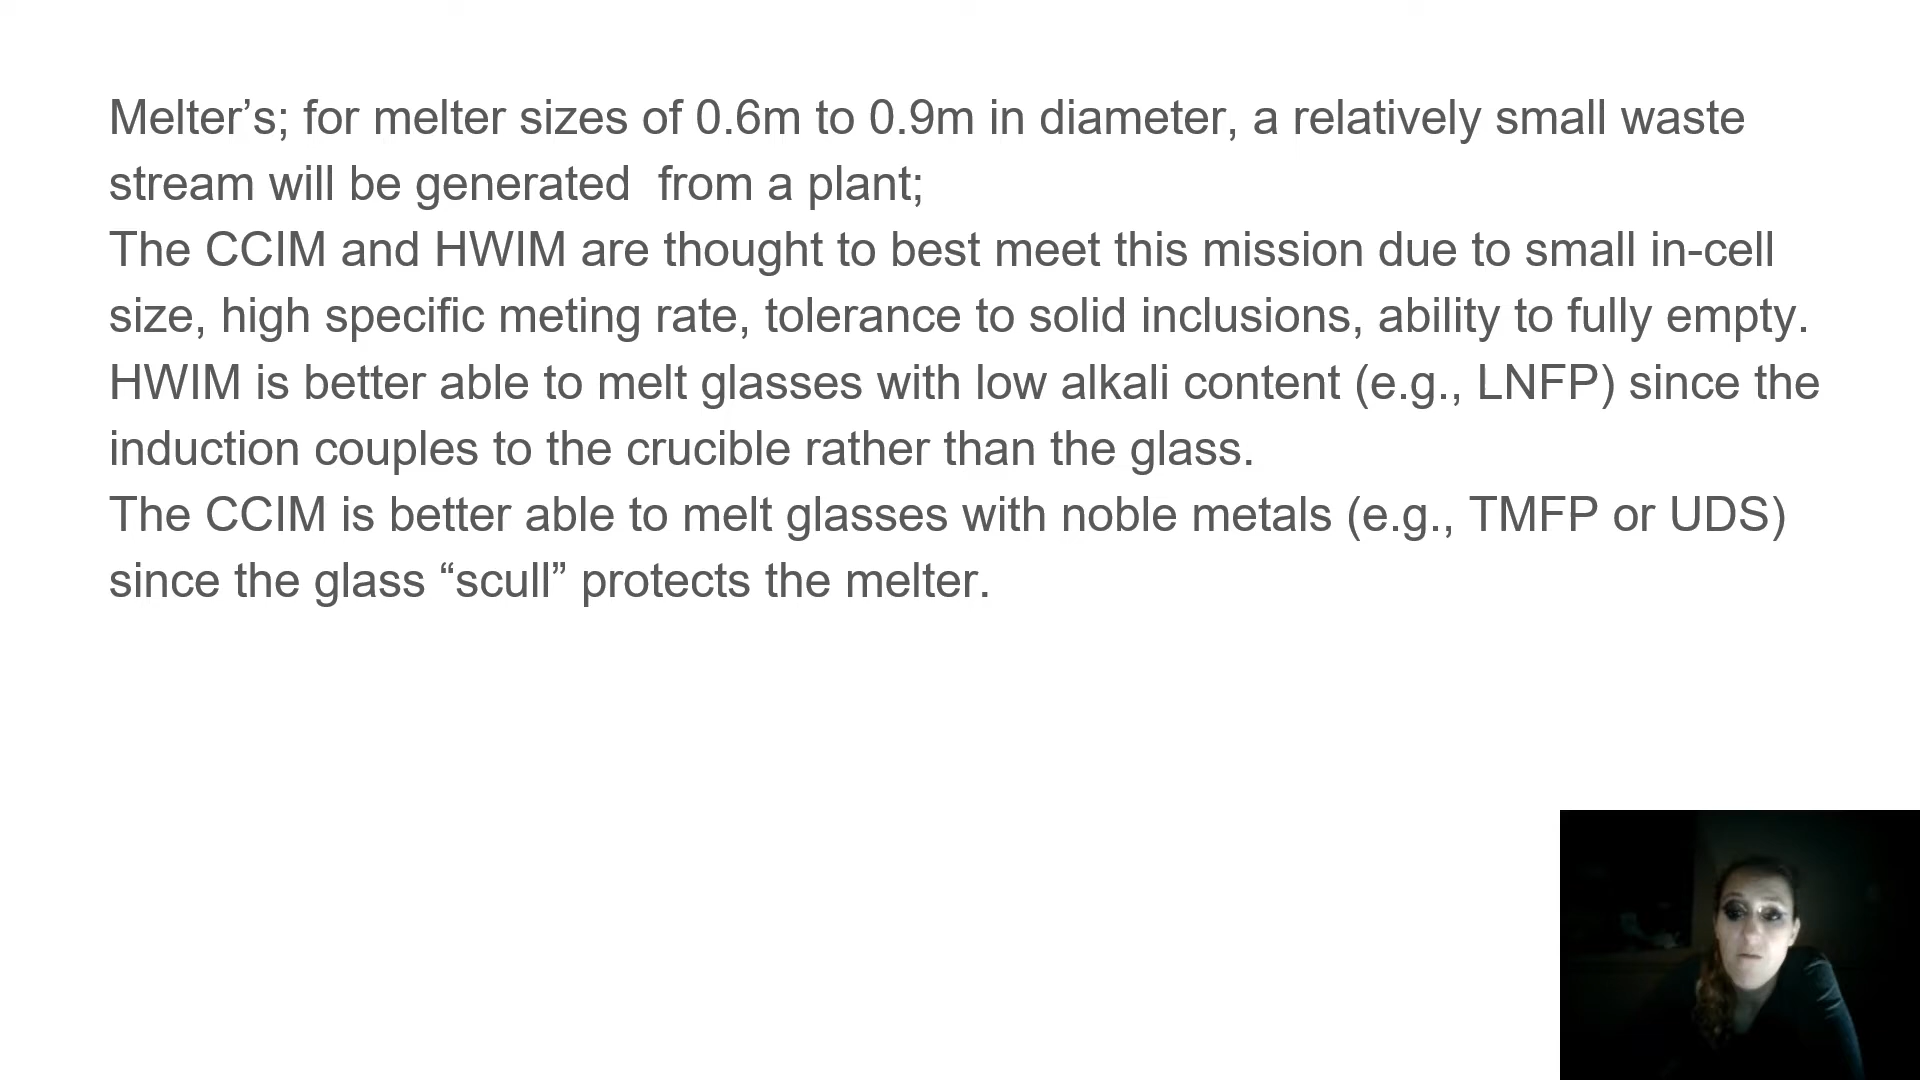 Melter’s; for melter sizes of 0.6m to 0.9m in diameter, a relatively small waste
stream will be generated  from a plant;
The CCIM and HWIM are thought to best meet this mission due to small in-cell
size, high specific meting rate, tolerance to solid inclusions, ability to fully empty.
HWIM is better able to melt glasses with low alkali content (e.g., LNFP) since the
induction couples to the crucible rather than the glass.
The CCIM is better able to melt glasses with noble metals (e.g., TMFP or UDS)
since the glass “scull” protects the melter.